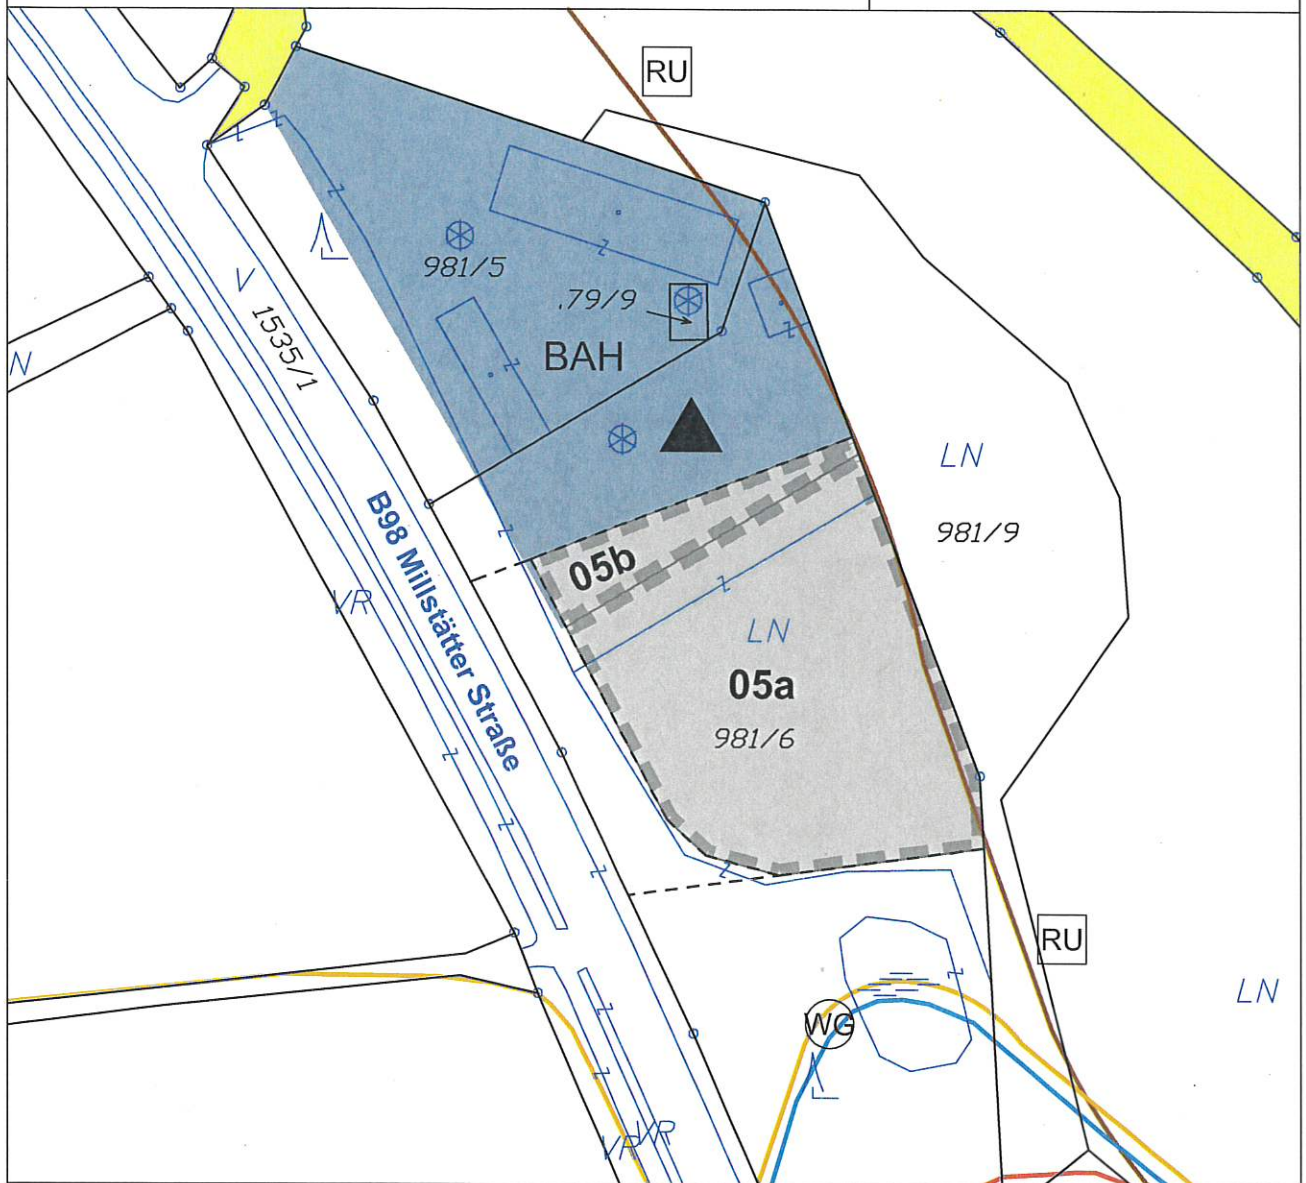 RU
981/5
.79/9
V
1535/1
BAH
N
LN
B98 Millstätter Straße
981/9
05b
VR
LN
05a
981/6
RU
LN
WG
VR
VR